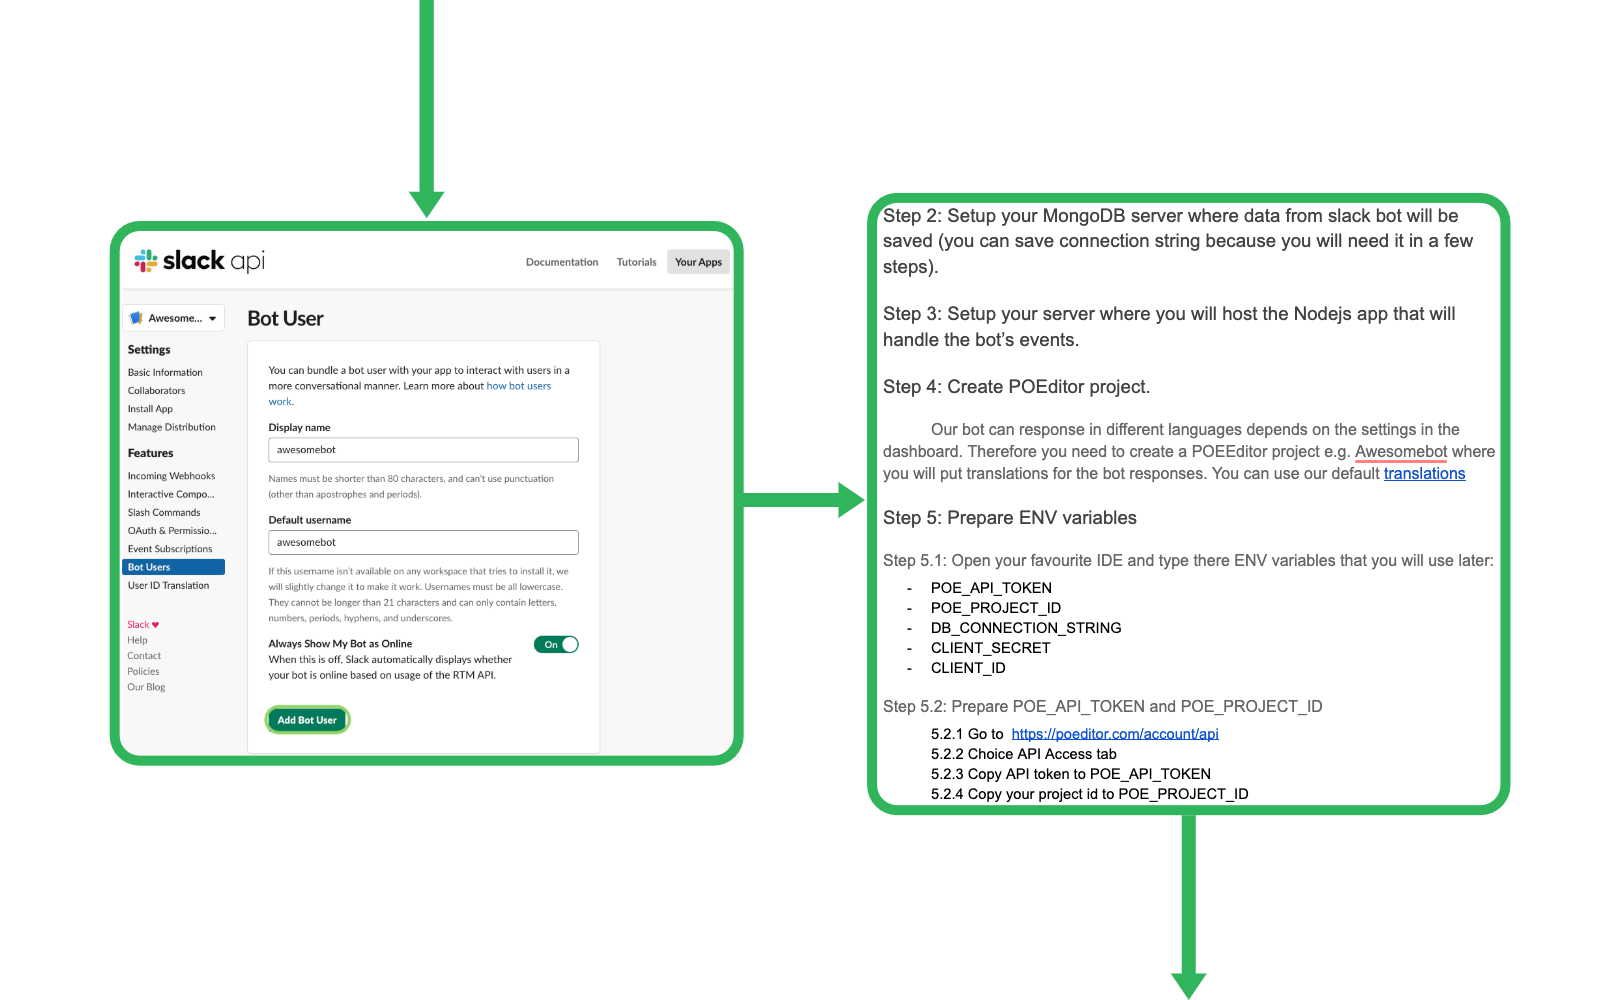 slack api
Documentation
Tutorials
Your Apps
Awesome...
Settings
Basic Information
Collaborators
Install App
Manage Distribution
Features
Incoming Webhooks
Interactive Compo...
Slash Commands
OAuth & Permissio...
Event Subscriptions
Bot Users
User ID Translation
Slack ♥
Help
Contact
Policies
Our Blog
Bot User
You can bundle a bot user with your app to interact with users in a
more conversational manner. Learn more about how bot users
work.
Display name
awesomebot
Names must be shorter than 80 characters, and can't use punctuation
(other than apostrophes and periods).
Default username
awesomebot
If this username isn't available on any workspace that tries to install it, we
will slightly change it to make it work. Usernames must be all lowercase.
They cannot be longer than 21 characters and can only contain letters,
numbers, periods, hyphens, and underscores.
Always Show My Bot as Online
On
When this is off, Slack automatically displays whether
your bot is online based on usage of the RTM API.
Add Bot User
Step 2: Setup your MongoDB server where data from slack bot will be
saved (you can save connection string because you will need it in a few
steps).
Step 3: Setup your server where you will host the Nodejs app that will
handle the bot's events.
Step 4: Create POEditor project.
Our bot can response in different languages depends on the settings in the
dashboard. Therefore you need to create a POEEditor project e.g. Awesomebot where
you will put translations for the bot responses. You can use our default translations
Step 5: Prepare ENV variables
Step 5.1: Open your favourite IDE and type there ENV variables that you will use later:
- POE_API_TOKEN
- POE_PROJECT_ID
- DB_CONNECTION_STRING
- CLIENT_SECRET
- CLIENT_ID
Step 5.2: Prepare POE_API_TOKEN and POE_PROJECT_ID
5.2.1 Go to https://poeditor.com/account/api
5.2.2 Choice API Access tab
5.2.3 Copy API token to POE_API_TOKEN
5.2.4 Copy your project id to POE_PROJECT_ID